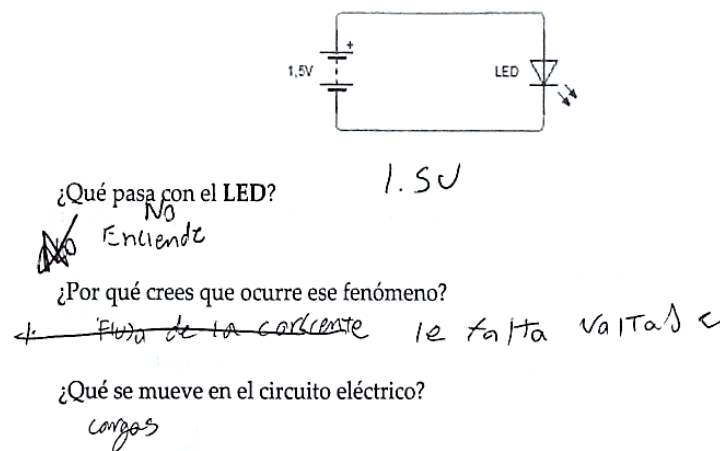 +
1,5V
LED
¿Qué pasa con el LED?
1.5V
No
No Enciende
¿Por qué crees que ocurre ese fenómeno?
Flujo de la corriente le falta Voltaje
¿Qué se mueve en el circuito eléctrico?
cargas